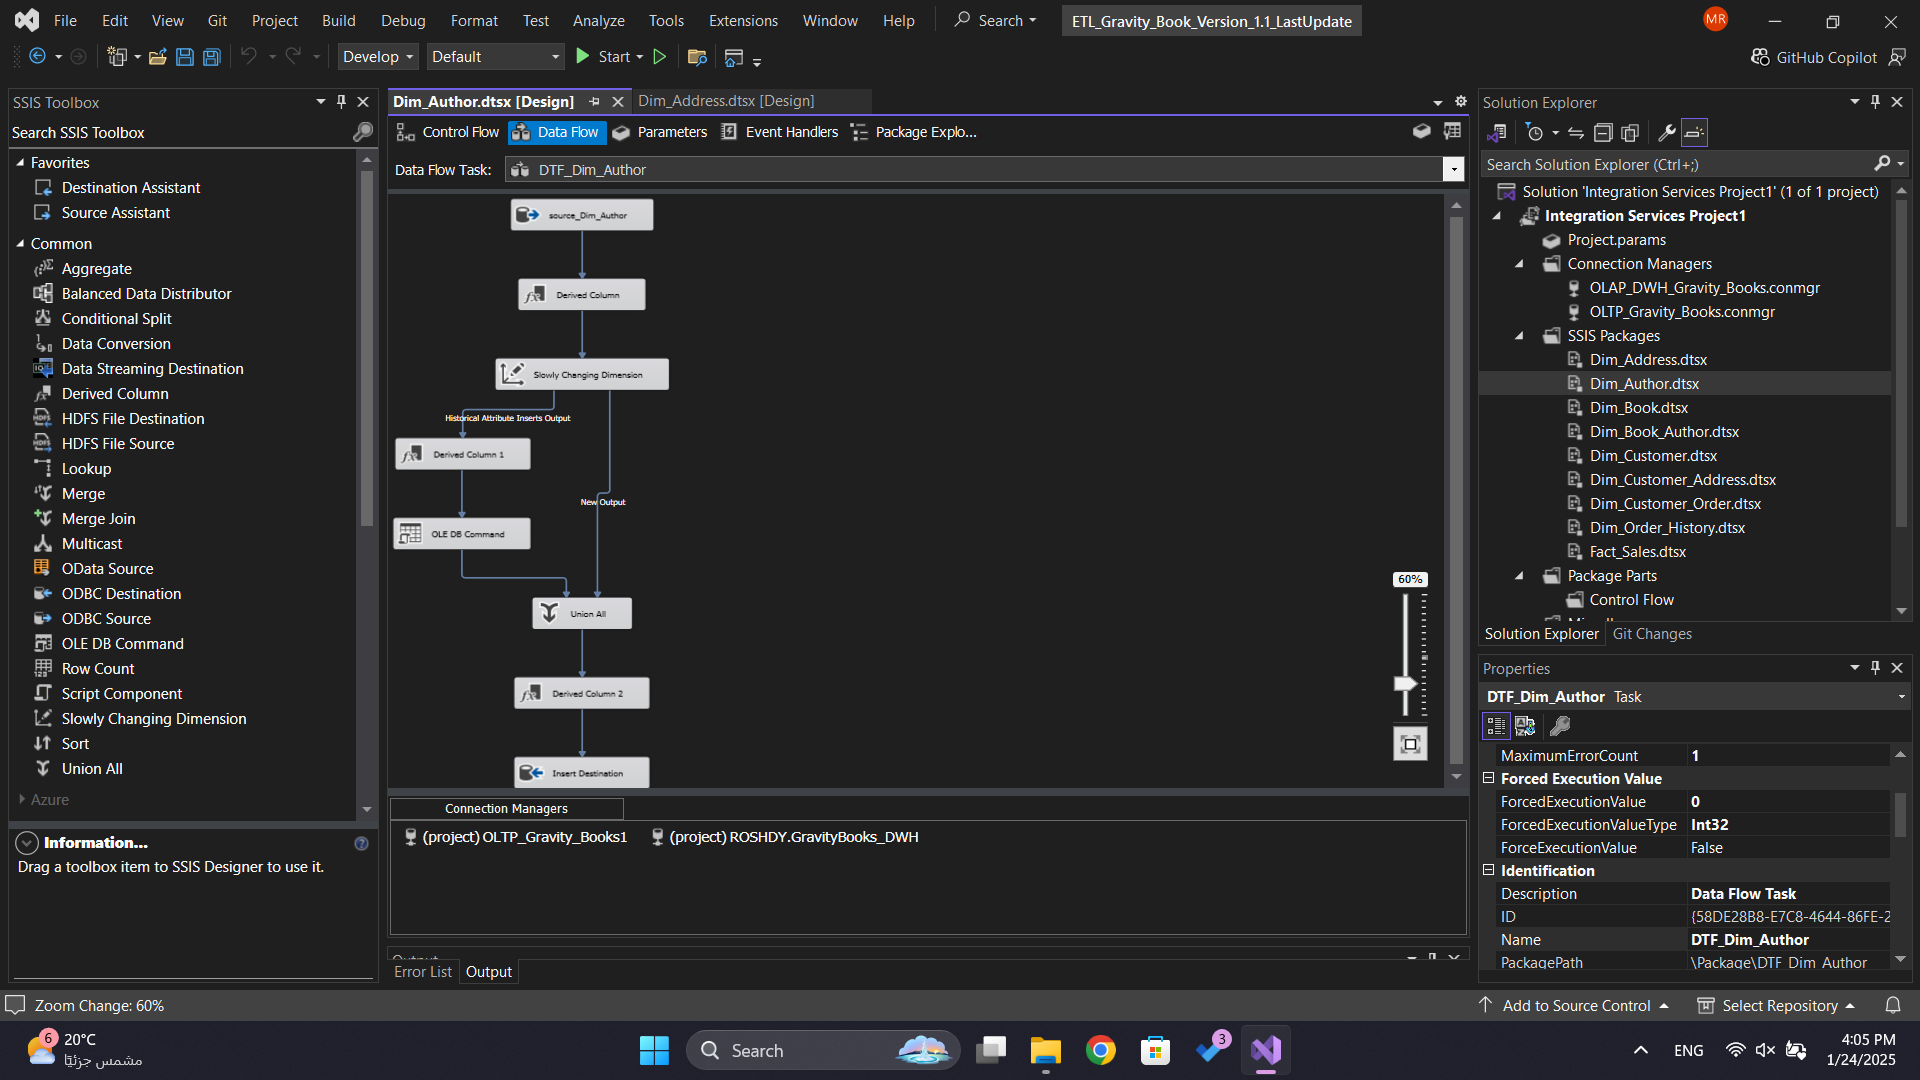 File Edit View Git Project Build Debug Format Test Analyze Tools Extensions Window Help Search ETL_Gravity_Book_Version_1.1_LastUpdate MR
Develop Default Start GitHub Copilot
SSIS Toolbox
Search SSIS Toolbox
Favorites
Destination Assistant
Source Assistant
Common
Aggregate
Balanced Data Distributor
Conditional Split
Data Conversion
Data Streaming Destination
Derived Column
HDFS File Destination
HDFS File Source
Lookup
Merge
Merge Join
Multicast
OData Source
ODBC Destination
ODBC Source
OLE DB Command
Row Count
Script Component
Slowly Changing Dimension
Sort
Union All
Azure
Information...
Drag a toolbox item to SSIS Designer to use it.
Dim_Author.dtsx [Design] Dim_Address.dtsx [Design]
Control Flow Data Flow Parameters Event Handlers Package Explo...
Data Flow Task: DTF_Dim_Author
source_Dim_Author
Derived Column
Slowly Changing Dimension
Historical Attribute Inserts Output
Derived Column 1
New Output
OLE DB Command
Union All
Derived Column 2
Insert Destination
60%
Connection Managers
(project) OLTP_Gravity_Books1 (project) ROSHDY.GravityBooks_DWH
Output
Error List Output
Solution Explorer
Search Solution Explorer (Ctrl+;)
Solution 'Integration Services Project1' (1 of 1 project)
Integration Services Project1
Project.params
Connection Managers
OLAP_DWH_Gravity_Books.conmgr
OLTP_Gravity_Books.conmgr
SSIS Packages
Dim_Address.dtsx
Dim_Author.dtsx
Dim_Book.dtsx
Dim_Book_Author.dtsx
Dim_Customer.dtsx
Dim_Customer_Address.dtsx
Dim_Customer_Order.dtsx
Dim_Order_History.dtsx
Fact_Sales.dtsx
Package Parts
Control Flow
Solution Explorer Git Changes
Properties
DTF_Dim_Author Task
MaximumErrorCount 1
Forced Execution Value
ForcedExecutionValue 0
ForcedExecutionValueType Int32
ForceExecutionValue False
Identification
Description Data Flow Task
ID {58DE28B8-E7C8-4644-86FE-2
Name DTF_Dim_Author
PackagePath \Package\DTF_Dim_Author
Zoom Change: 60% Add to Source Control Select Repository
6 20°C
مشمس جزئيًا
Search 3 ENG 4:05 PM
1/24/2025